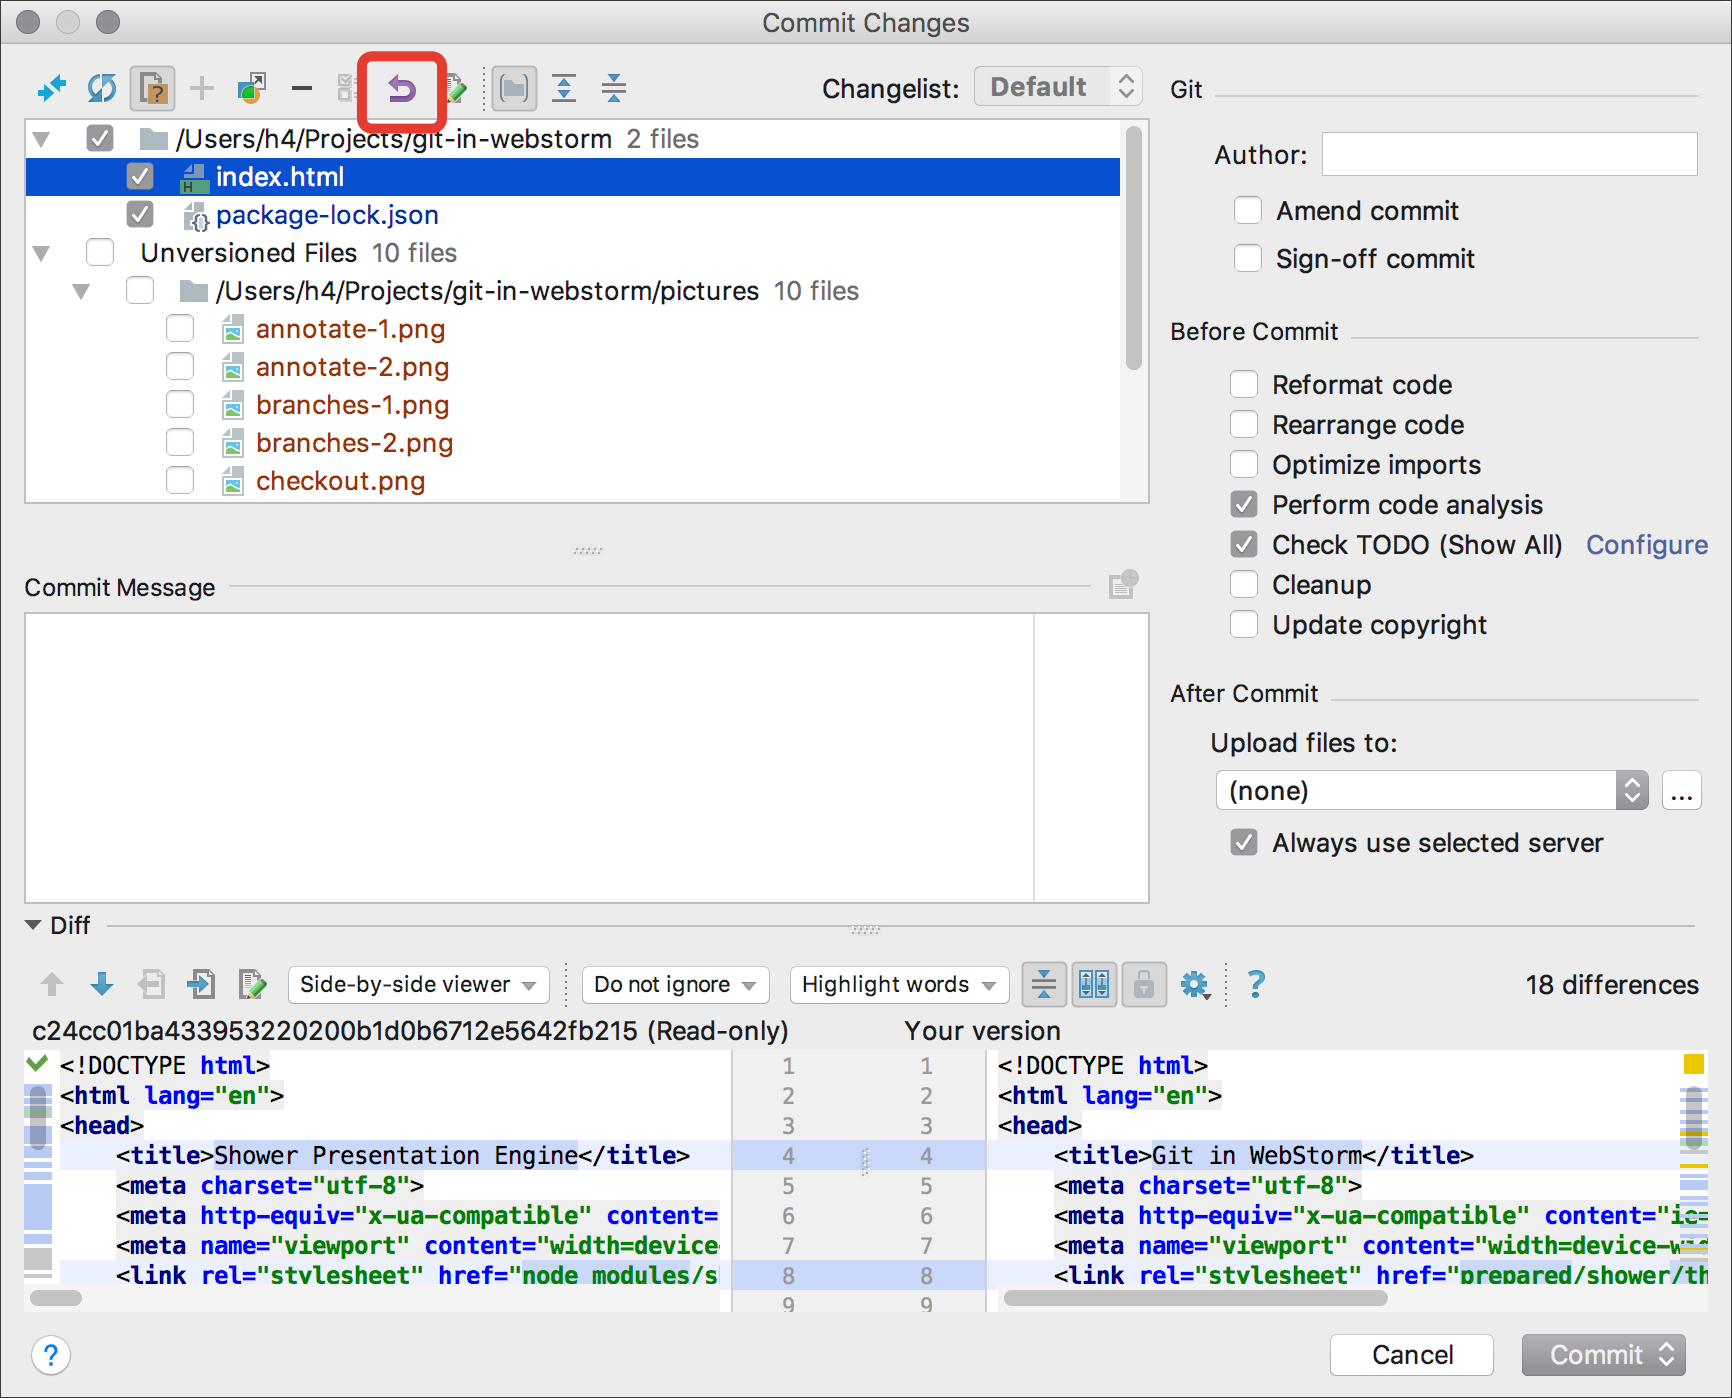 Commit Changes
Changelist: Default
Git
/Users/h4/Projects/git-in-webstorm 2 files
index.html
package-lock.json
Unversioned Files 10 files
/Users/h4/Projects/git-in-webstorm/pictures 10 files
annotate-1.png
annotate-2.png
branches-1.png
branches-2.png
checkout.png
Author:
Amend commit
Sign-off commit
Before Commit
Reformat code
Rearrange code
Optimize imports
Perform code analysis
Check TODO (Show All) Configure
Cleanup
Update copyright
Commit Message
After Commit
Upload files to:
(none) ...
Always use selected server
Diff
Side-by-side viewer Do not ignore Highlight words ? 18 differences
c24cc01ba433953220200b1d0b6712e5642fb215 (Read-only) Your version
<!DOCTYPE html> 1 1 <!DOCTYPE html>
<html lang="en"> 2 2 <html lang="en">
<head> 3 3 <head>
<title>Shower Presentation Engine</title> 4 4 <title>Git in WebStorm</title>
<meta charset="utf-8"> 5 5 <meta charset="utf-8">
<meta http-equiv="x-ua-compatible" content= 6 6 <meta http-equiv="x-ua-compatible" content="ie=
<meta name="viewport" content="width=device- 7 7 <meta name="viewport" content="width=device-wid
<link rel="stylesheet" href="node_modules/s 8 8 <link rel="stylesheet" href="prepared/shower/th
9 9
? Cancel Commit